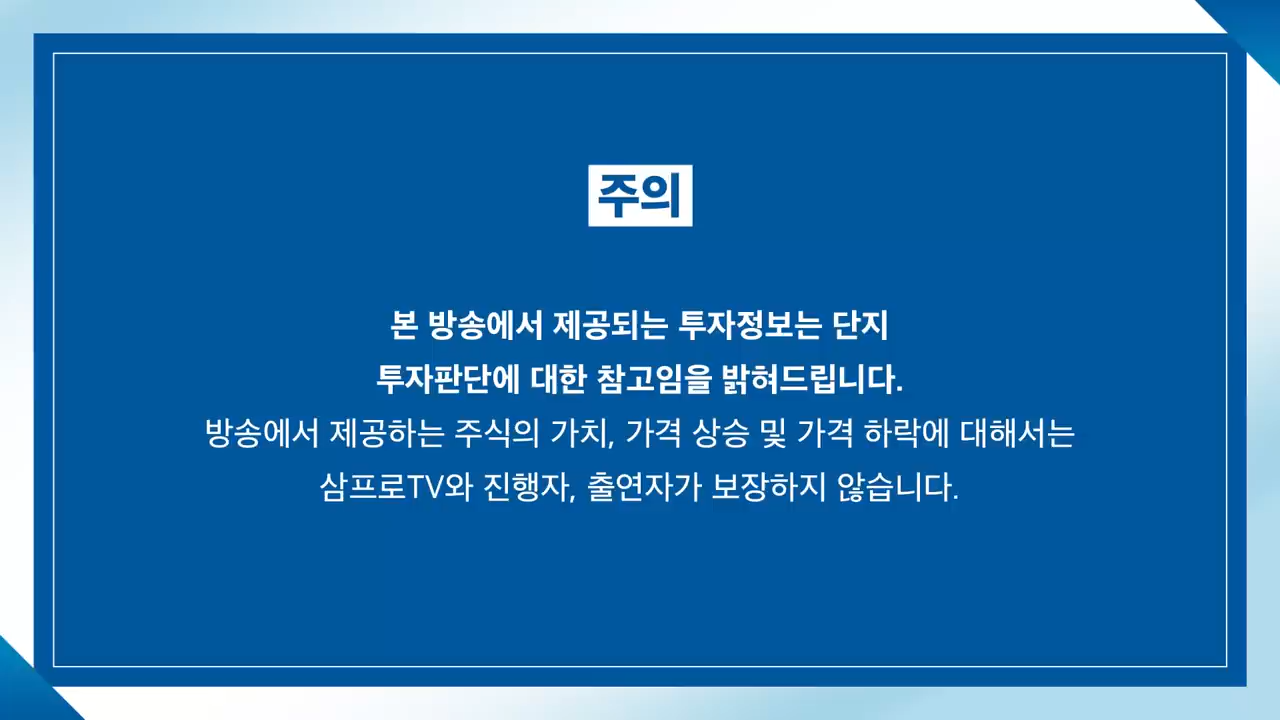 주의
본 방송에서 제공되는 투자정보는 단지
투자판단에 대한 참고임을 밝혀드립니다.
방송에서 제공하는 주식의 가치, 가격 상승 및 가격 하락에 대해서는
삼프로TV와 진행자, 출연자가 보장하지 않습니다.